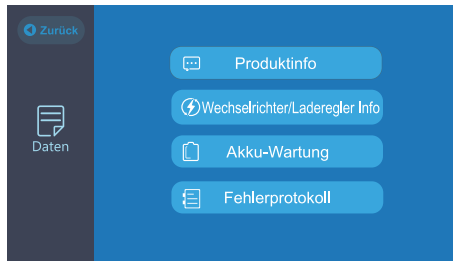 Zurück
Daten
Produktinfo
Wechselrichter/Laderegler Info
Akku-Wartung
Fehlerprotokoll